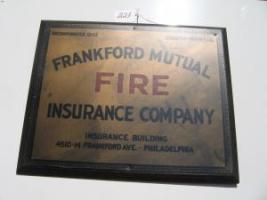 FRANKFORD MUTUAL
FIRE
INSURANCE COMPANY
INSURANCE BUILDING
4510-14 FRANKFORD AVE. - PHILADELPHIA